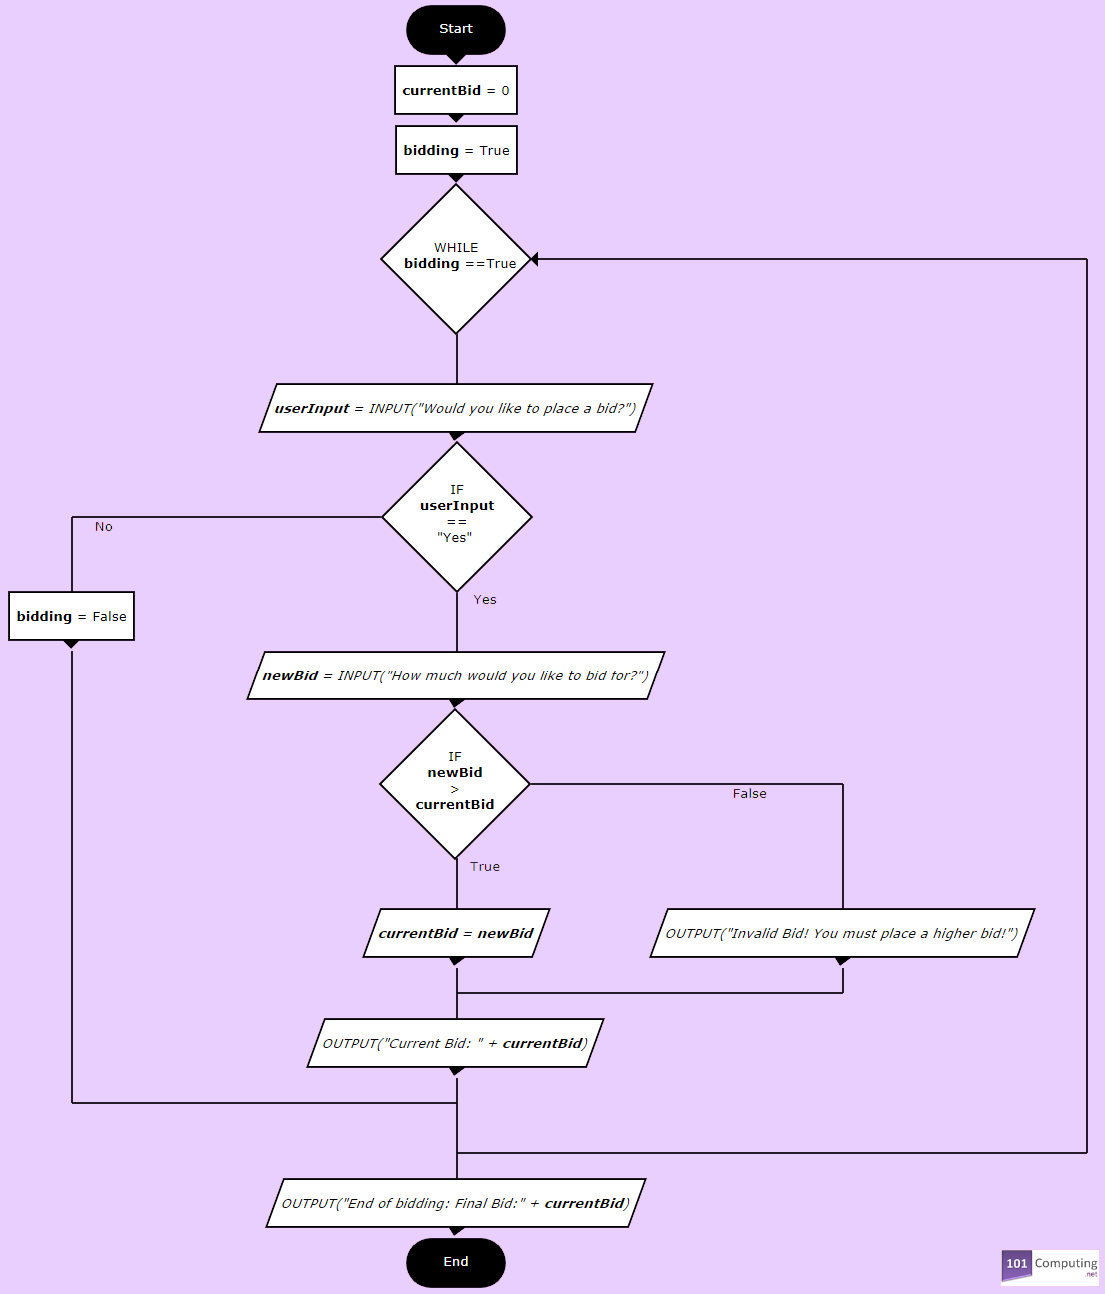 Start
currentBid = 0
bidding = True
WHILE
bidding ==True
userInput = INPUT("Would you like to place a bid?")
IF
userInput
==
"Yes"
No
Yes
bidding = False
newBid = INPUT("How much would you like to bid for?")
IF
newBid
>
currentBid
False
True
currentBid = newBid
OUTPUT("Invalid Bid! You must place a higher bid!")
OUTPUT("Current Bid: " + currentBid)
OUTPUT("End of bidding: Final Bid:" + currentBid)
End
101 Computing
.net